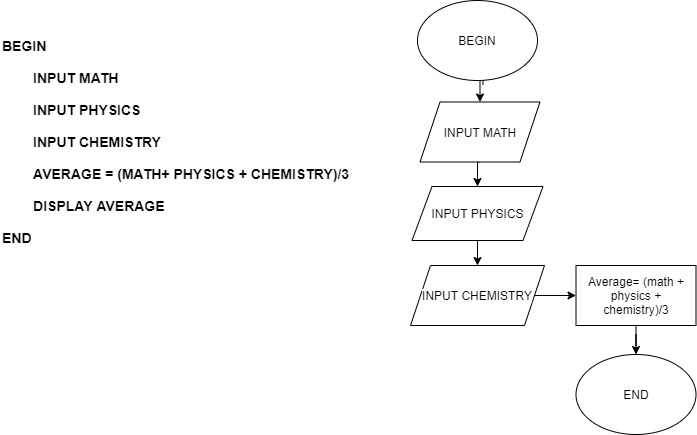 BEGIN
INPUT MATH
INPUT PHYSICS
INPUT CHEMISTRY
AVERAGE = (MATH+ PHYSICS + CHEMISTRY)/3
DISPLAY AVERAGE
END
BEGIN
INPUT MATH
INPUT PHYSICS
INPUT CHEMISTRY
Average= (math +
physics +
chemistry)/3
END